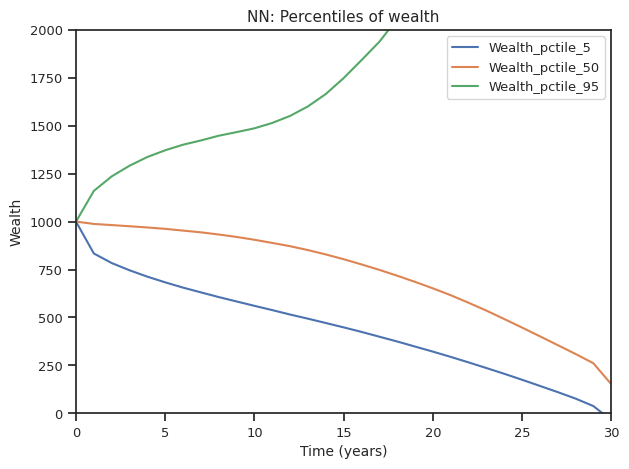 NN: Percentiles of wealth
Wealth
2000
1750
1500
1250
1000
750
500
250
0
Wealth_pctile_5
Wealth_pctile_50
Wealth_pctile_95
0 5 10 15 20 25 30
Time (years)